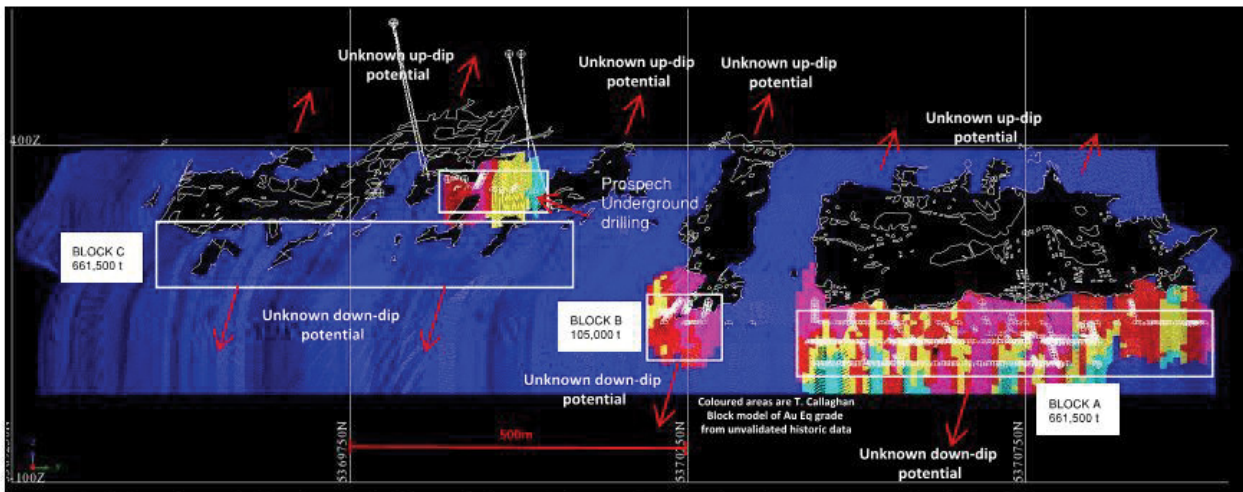 Unknown up-dip
potential
Unknown up-dip
potential
Unknown up-dip
potential
Unknown up-dip
potential
400Z
Prospech
Underground
drilling
BLOCK C
661,500 t
Unknown down-dip
potential
BLOCK B
105,000 t
Unknown down-dip
potential
Coloured areas are T. Callaghan
Block model of Au Eq grade
from unvalidated historic data
BLOCK A
661,500 t
Unknown down-dip
potential
500m
5369750N
5370250N
5370750N
100Z